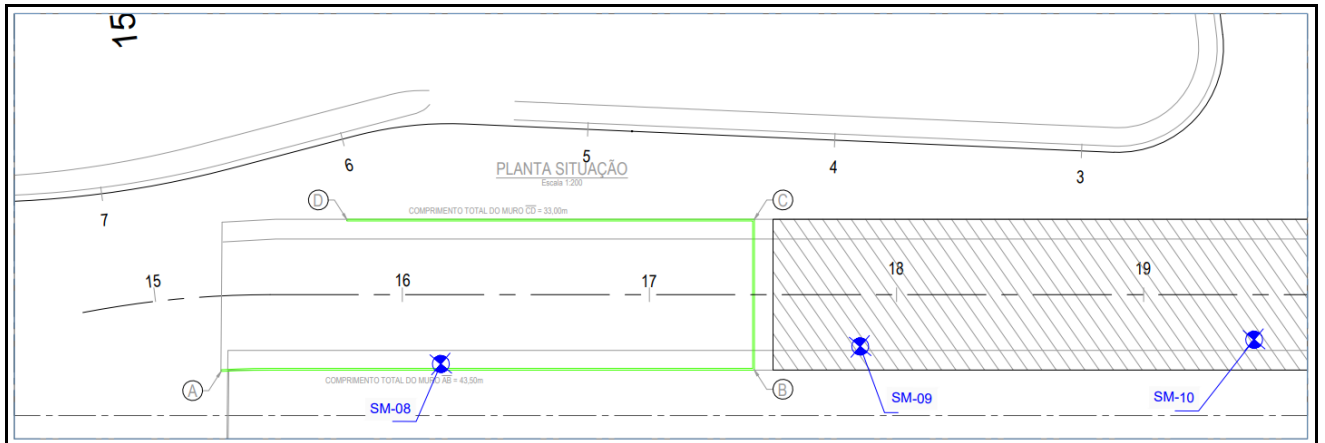 15
6
5
4
3
7
PLANTA SITUAÇÃO
Escala 1:200
D
COMPRIMENTO TOTAL DO MURO CD = 33,00m
C
15
16
17
18
19
A
COMPRIMENTO TOTAL DO MURO AB = 43,50m
B
SM-08
SM-09
SM-10